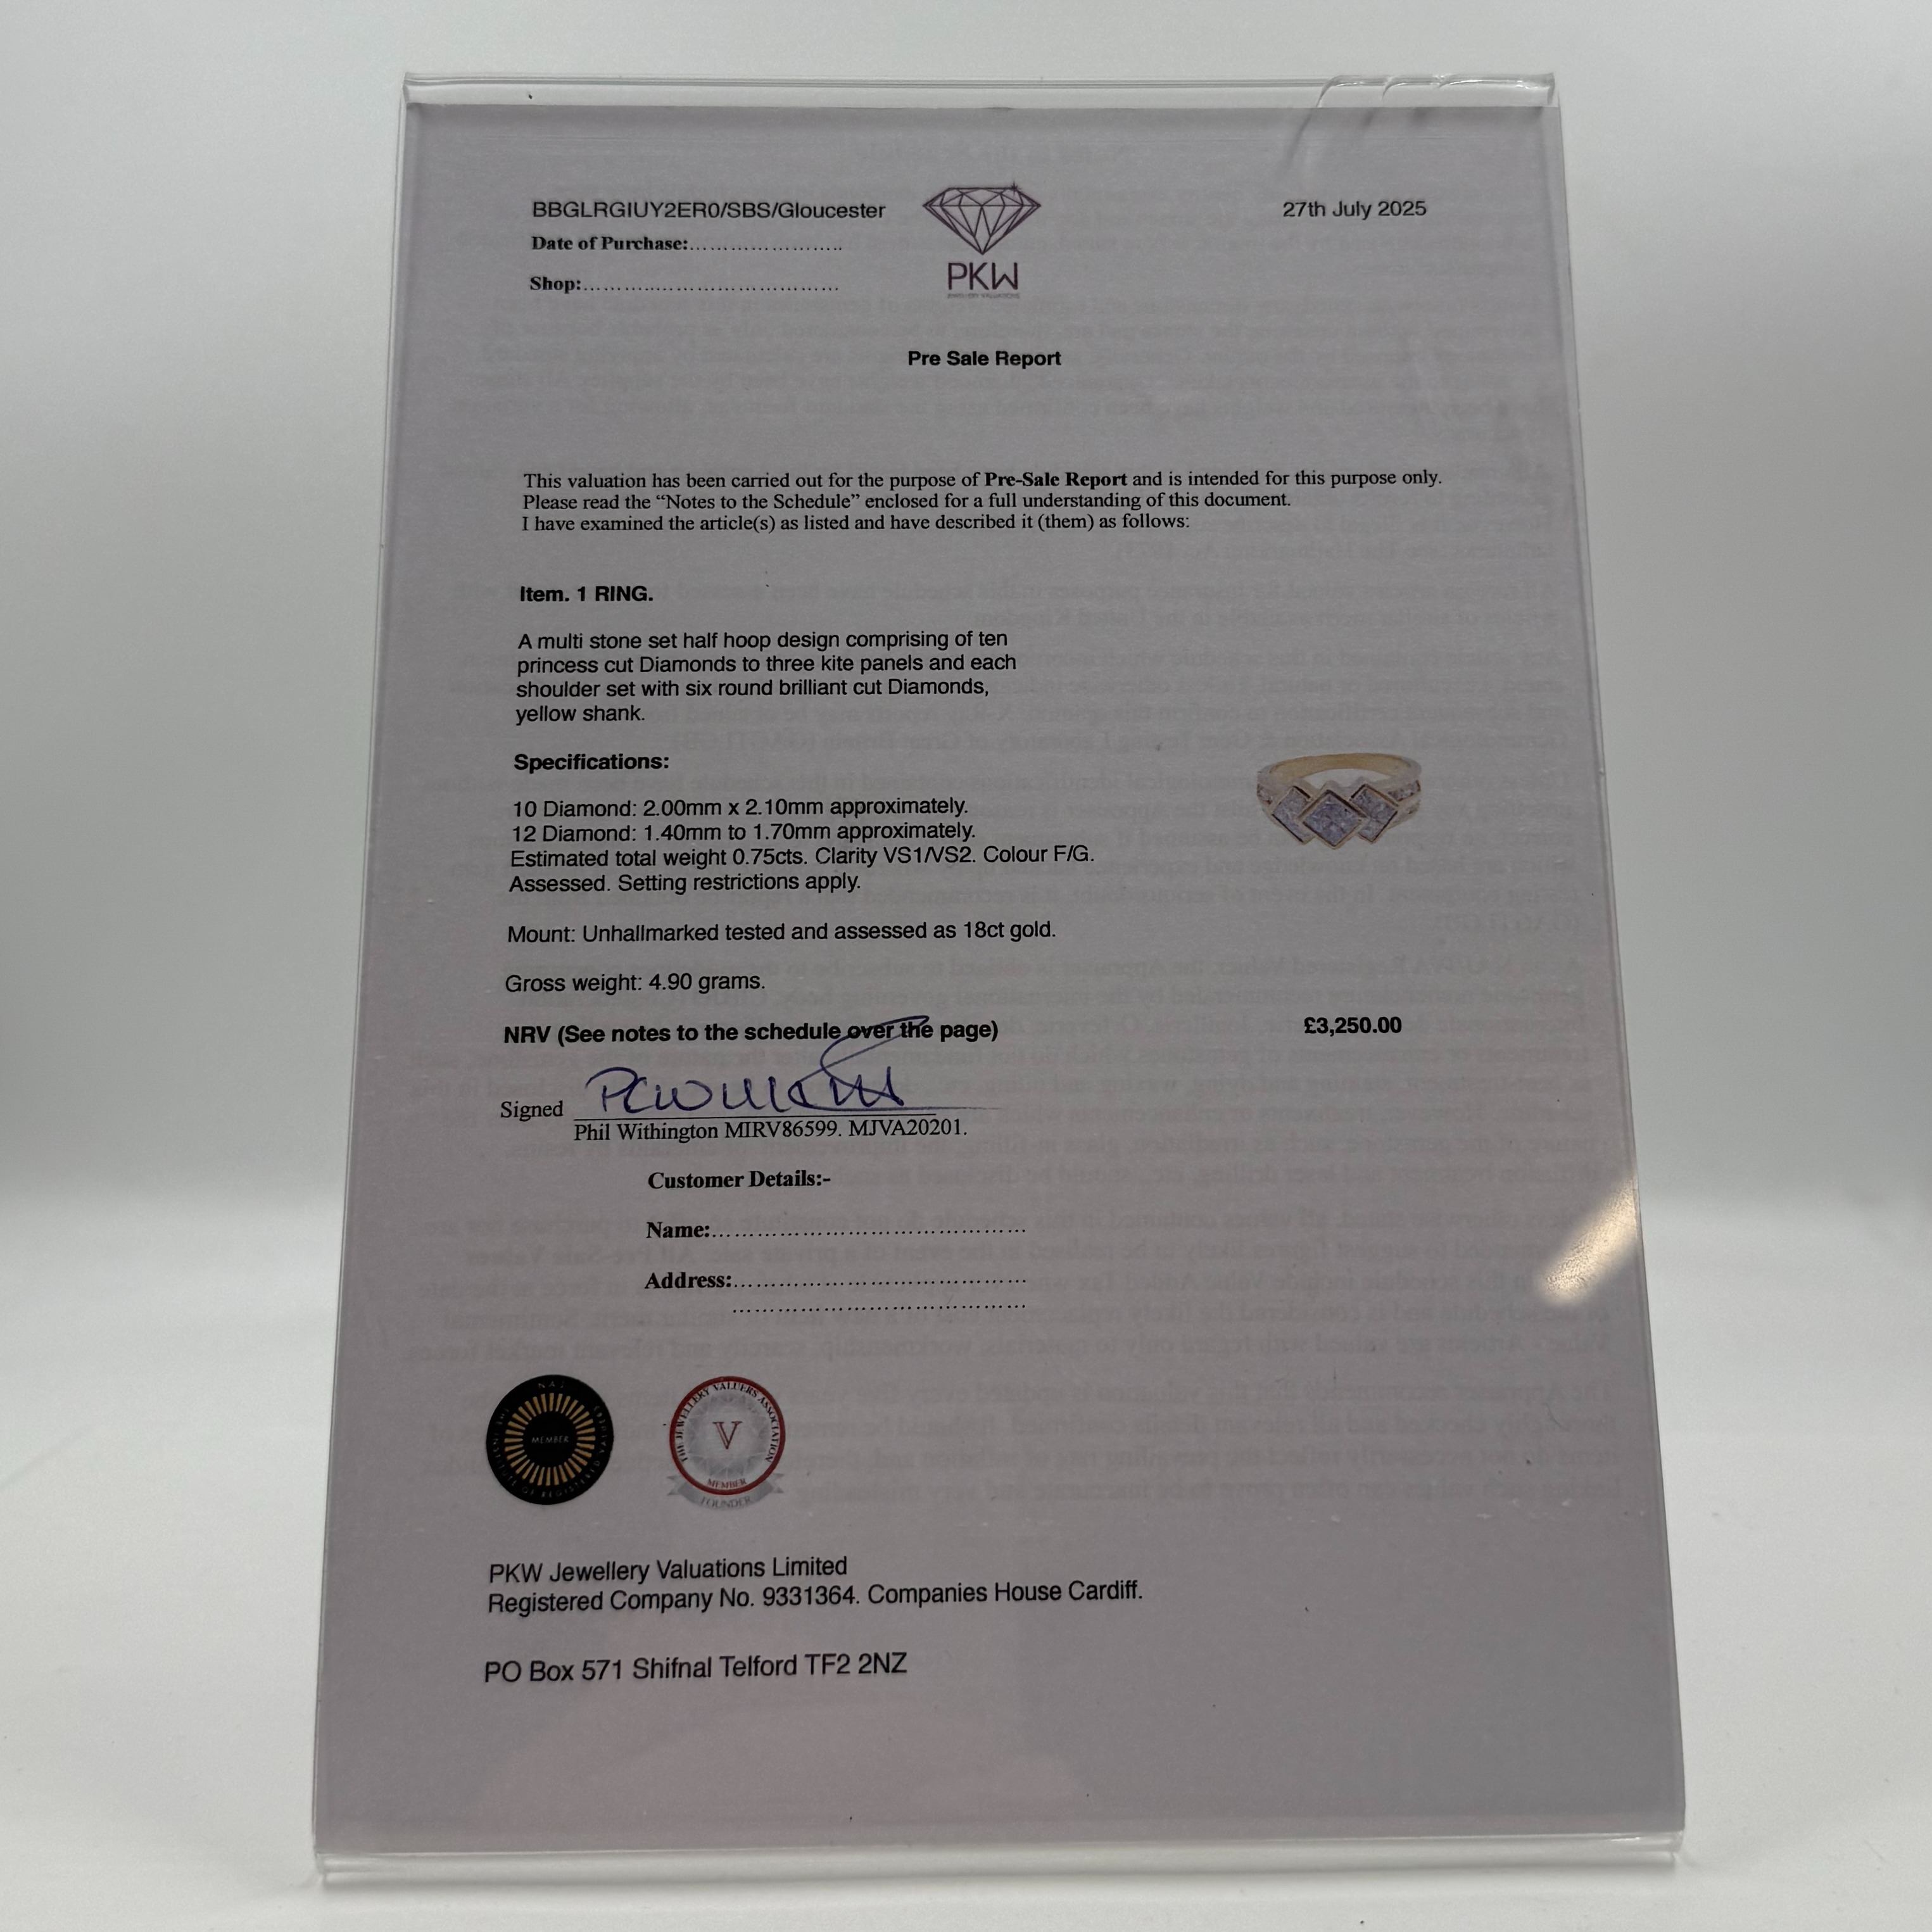 BBGLRGIUY2ER0/SBS/Gloucester
27th July 2025
Date of Purchase:........................
Shop:.......................................
PKW
JEWELLERY VALUATIONS
Pre Sale Report
This valuation has been carried out for the purpose of Pre-Sale Report and is intended for this purpose only.
Please read the “Notes to the Schedule” enclosed for a full understanding of this document.
I have examined the article(s) as listed and have described it (them) as follows:
Item. 1 RING.
A multi stone set half hoop design comprising of ten
princess cut Diamonds to three kite panels and each
shoulder set with six round brilliant cut Diamonds,
yellow shank.
Specifications:
10 Diamond: 2.00mm x 2.10mm approximately.
12 Diamond: 1.40mm to 1.70mm approximately.
Estimated total weight 0.75cts. Clarity VS1/VS2. Colour F/G.
Assessed. Setting restrictions apply.
Mount: Unhallmarked tested and assessed as 18ct gold.
Gross weight: 4.90 grams.
NRV (See notes to the schedule over the page)
£3,250.00
Signed
Phil Withington MIRV86599. MJVA20201.
Customer Details:-
Name:................................................
Address:.............................................
.............................................
NAJ
THE INSTITUTE OF REGISTERED VALUERS
MEMBER
THE JEWELLERY VALUERS ASSOCIATION
V
MEMBER
FOUNDER
PKW Jewellery Valuations Limited
Registered Company No. 9331364. Companies House Cardiff.
PO Box 571 Shifnal Telford TF2 2NZ